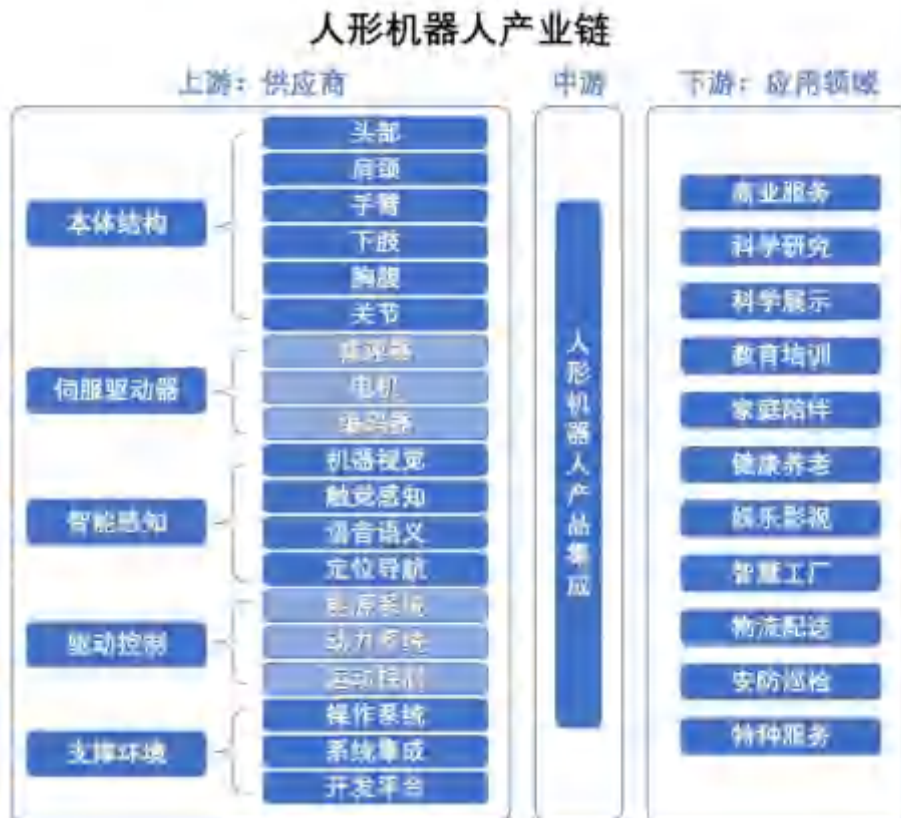 人形机器人产业链
上游：供应商
中游
下游：应用领域
本体结构
头部
肩颈
手臂
下肢
胸腹
关节
伺服驱动器
电机
编码器
智能感知
机器视觉
触觉感知
语音语义
定位导航
驱动控制
能源系统
动力系统
运动控制
支撑环境
操作系统
系统集成
开发平台
人形机器人产品集成
商业服务
科学研究
科学展示
教育培训
家庭陪伴
健康养老
娱乐影视
智慧工厂
物流配送
安防巡检
特种服务